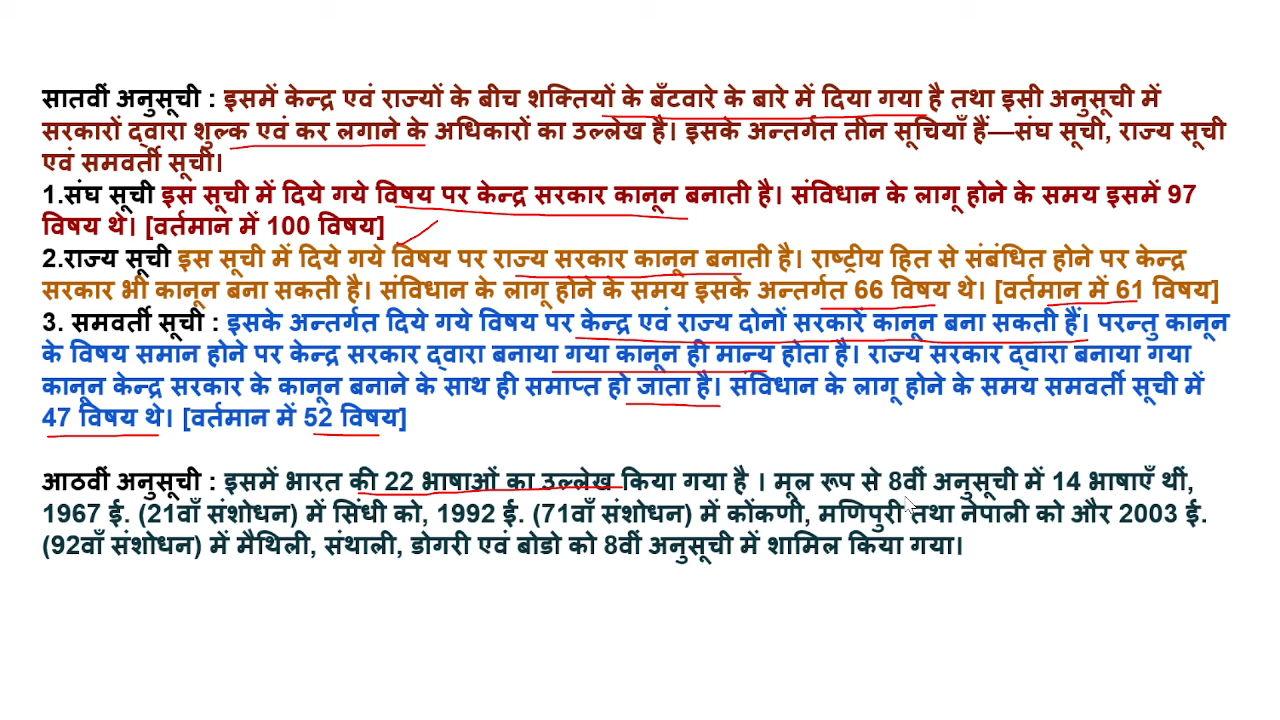 सातवीं अनुसूची : इसमें केन्द्र एवं राज्यों के बीच शक्तियों के बँटवारे के बारे में दिया गया है तथा इसी अनुसूची में
सरकारों द्वारा शुल्क एवं कर लगाने के अधिकारों का उल्लेख है। इसके अन्तर्गत तीन सूचियाँ हैं—संघ सूची, राज्य सूची
एवं समवर्ती सूची।
1.संघ सूची इस सूची में दिये गये विषय पर केन्द्र सरकार कानून बनाती है। संविधान के लागू होने के समय इसमें 97
विषय थे। [वर्तमान में 100 विषय]
2.राज्य सूची इस सूची में दिये गये विषय पर राज्य सरकार कानून बनाती है। राष्ट्रीय हित से संबंधित होने पर केन्द्र
सरकार भी कानून बना सकती है। संविधान के लागू होने के समय इसके अन्तर्गत 66 विषय थे। [वर्तमान में 61 विषय]
3. समवर्ती सूची : इसके अन्तर्गत दिये गये विषय पर केन्द्र एवं राज्य दोनों सरकारें कानून बना सकती हैं। परन्तु कानून
के विषय समान होने पर केन्द्र सरकार द्वारा बनाया गया कानून ही मान्य होता है। राज्य सरकार द्वारा बनाया गया
कानून केन्द्र सरकार के कानून बनाने के साथ ही समाप्त हो जाता है। संविधान के लागू होने के समय समवर्ती सूची में
47 विषय थे। [वर्तमान में 52 विषय]
आठवीं अनुसूची : इसमें भारत की 22 भाषाओं का उल्लेख किया गया है । मूल रूप से 8वीं अनुसूची में 14 भाषाएँ थीं,
1967 ई. (21वाँ संशोधन) में सिंधी को, 1992 ई. (71वाँ संशोधन) में कोंकणी, मणिपुरी तथा नेपाली को और 2003 ई.
(92वाँ संशोधन) में मैथिली, संथाली, डोगरी एवं बोडो को 8वीं अनुसूची में शामिल किया गया।